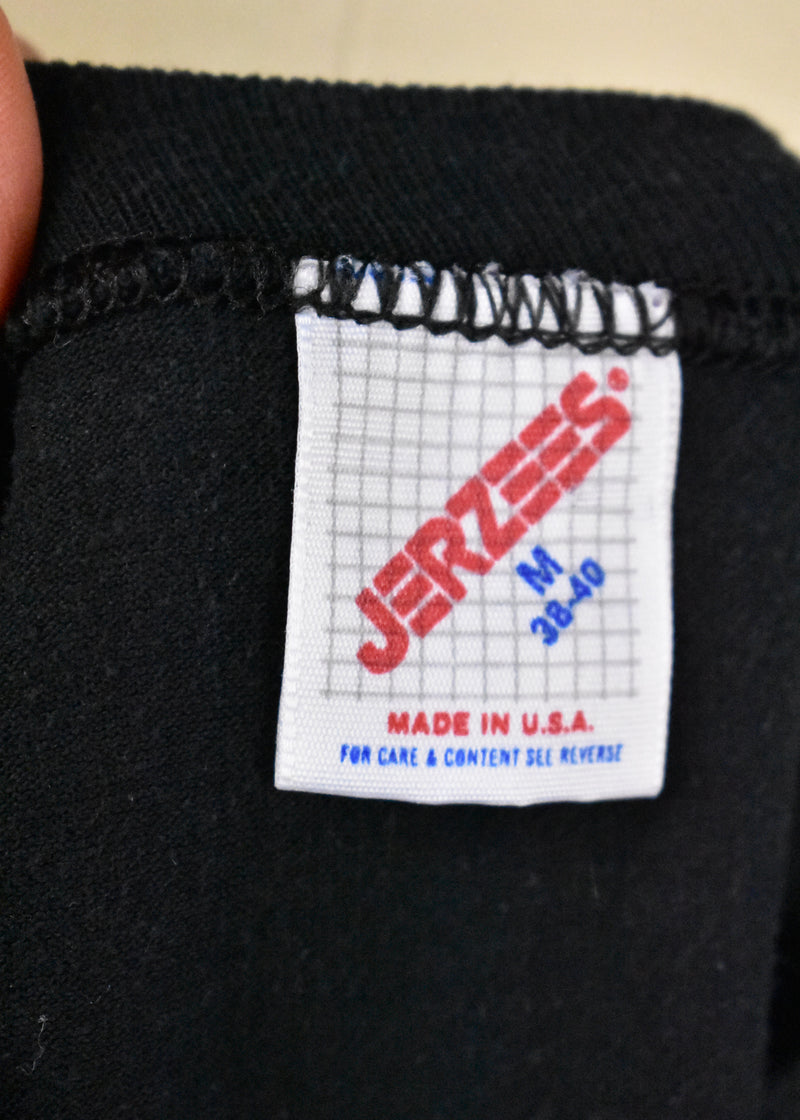 JERZEES
M
38-40
MADE IN U.S.A.
FOR CARE & CONTENT SEE REVERSE